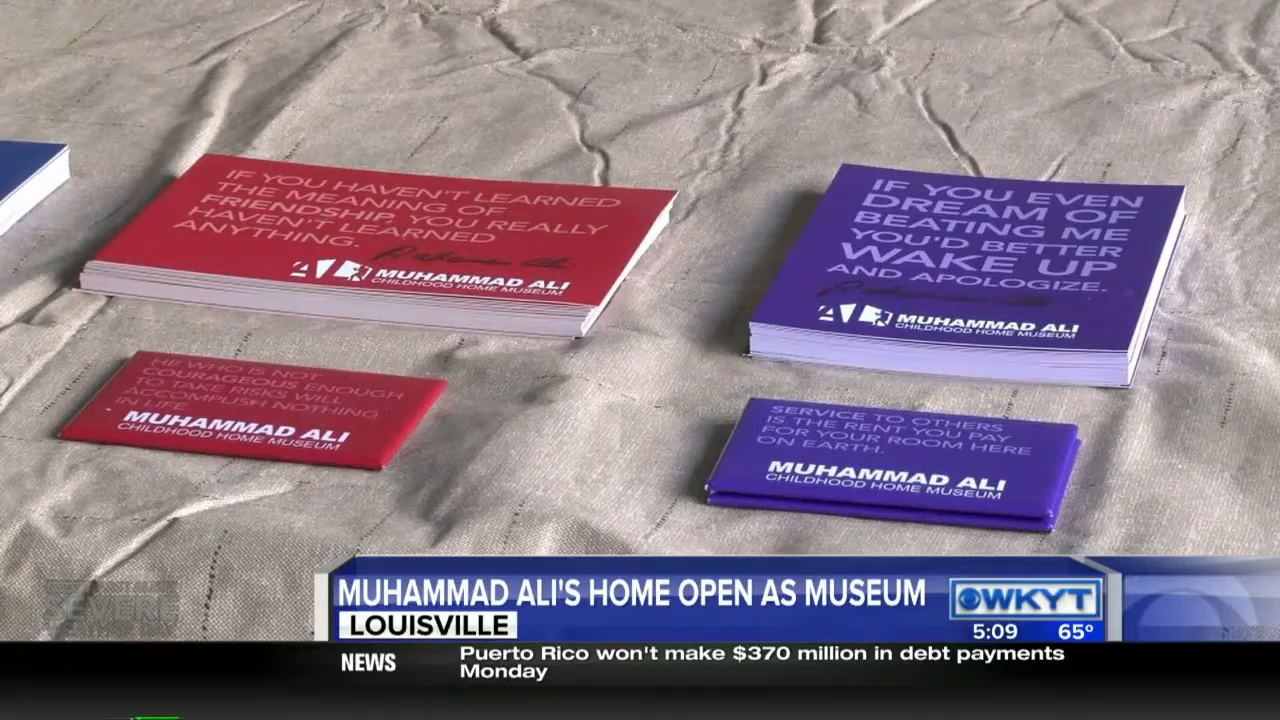 IF YOU HAVEN'T LEARNED
THE MEANING OF
FRIENDSHIP, YOU REALLY
HAVEN'T LEARNED
ANYTHING.
MUHAMMAD ALI
CHILDHOOD HOME MUSEUM
IF YOU EVEN
DREAM OF
BEATING ME
YOU'D BETTER
WAKE UP
AND APOLOGIZE.
MUHAMMAD ALI
CHILDHOOD HOME MUSEUM
HE WHO IS NOT
COURAGEOUS ENOUGH
TO TAKE RISKS WILL
ACCOMPLISH NOTHING
IN LIFE.
MUHAMMAD ALI
CHILDHOOD HOME MUSEUM
SERVICE TO OTHERS
IS THE RENT YOU PAY
FOR YOUR ROOM HERE
ON EARTH.
MUHAMMAD ALI
CHILDHOOD HOME MUSEUM
SEVERE
MUHAMMAD ALI'S HOME OPEN AS MUSEUM
WKYT
LOUISVILLE
5:09 65°
NEWS
Puerto Rico won't make $370 million in debt payments
Monday